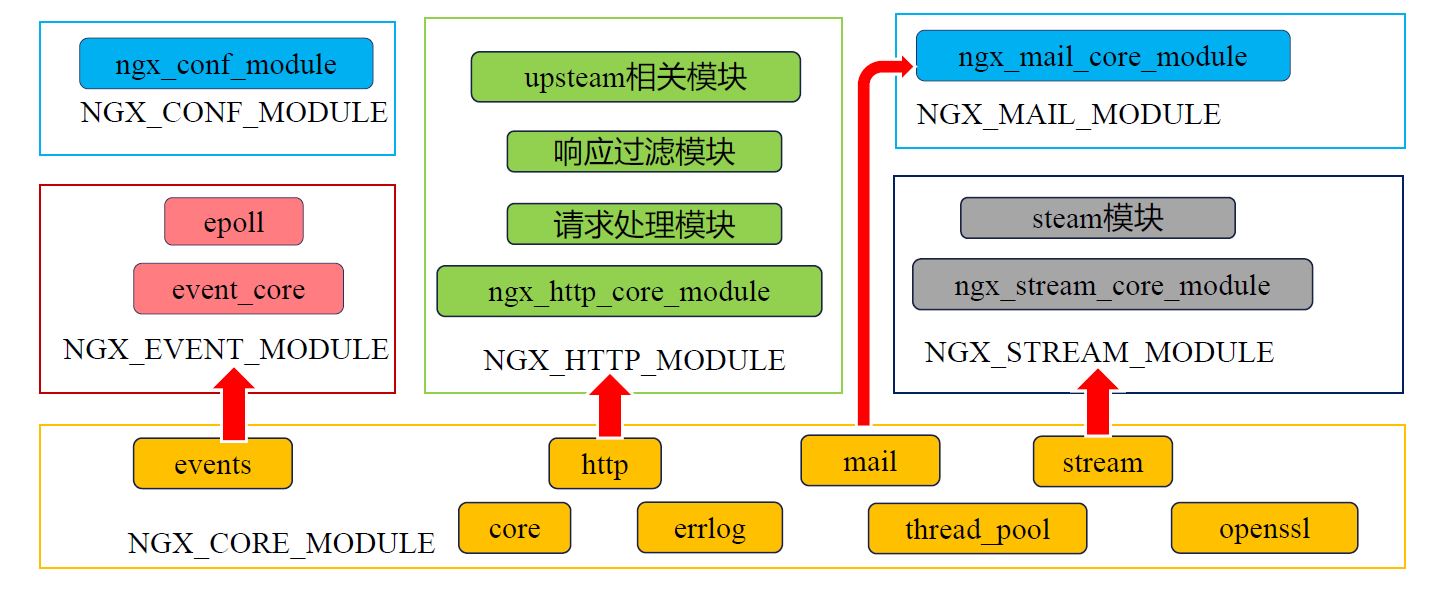 ngx_conf_module
NGX_CONF_MODULE
epoll
event_core
NGX_EVENT_MODULE
upsteam相关模块
响应过滤模块
请求处理模块
ngx_http_core_module
NGX_HTTP_MODULE
ngx_mail_core_module
NGX_MAIL_MODULE
steam模块
ngx_stream_core_module
NGX_STREAM_MODULE
events
http
mail
stream
core
errlog
thread_pool
openssl
NGX_CORE_MODULE